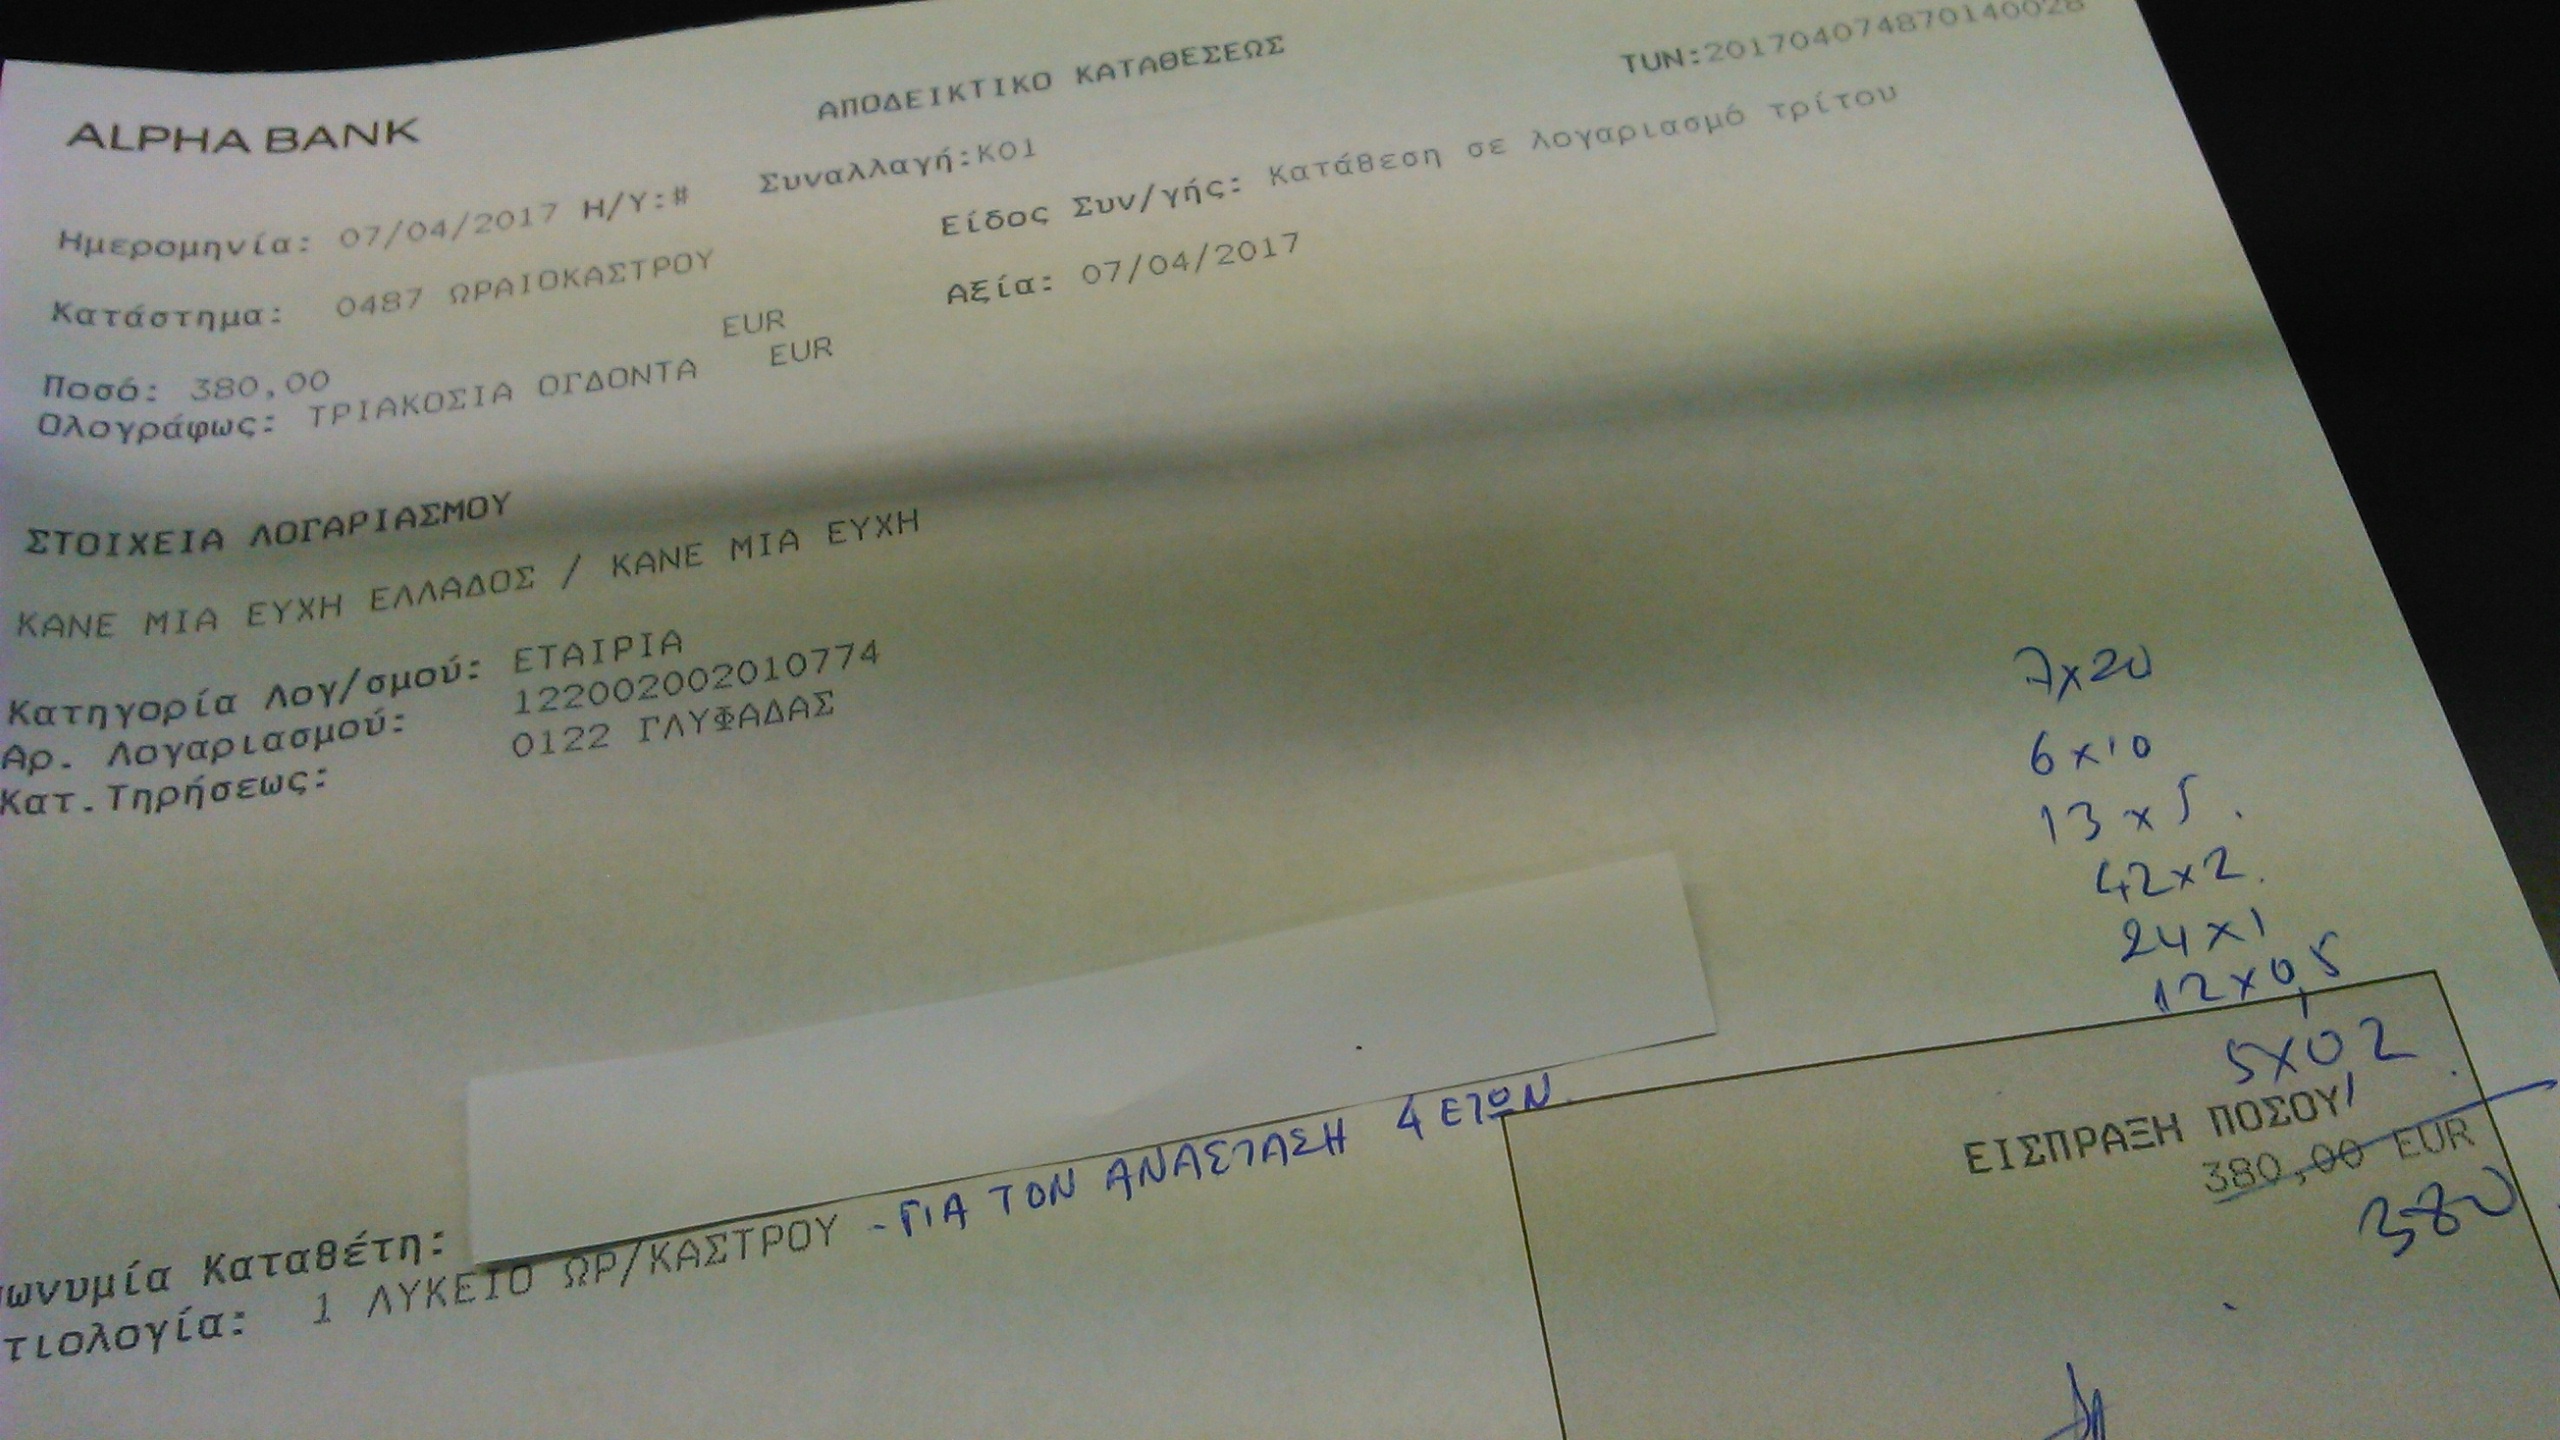 ALPHA BANK
ΑΠΟΔΕΙΚΤΙΚΟ ΚΑΤΑΘΕΣΕΩΣ
TUN:201704074870140028
Ημερομηνία: 07/04/2017 Η/Υ:# Συναλλαγή:Κ01
Είδος Συν/γής: Κατάθεση σε λογαριασμό τρίτου
Κατάστημα: 0487 ΩΡΑΙΟΚΑΣΤΡΟΥ
Αξία: 07/04/2017
Ποσό: 380,00 EUR
Ολογράφως: ΤΡΙΑΚΟΣΙΑ ΟΓΔΟΝΤΑ EUR
ΣΤΟΙΧΕΙΑ ΛΟΓΑΡΙΑΣΜΟΥ
ΚΑΝΕ ΜΙΑ ΕΥΧΗ ΕΛΛΑΔΟΣ / ΚΑΝΕ ΜΙΑ ΕΥΧΗ
Κατηγορία Λογ/σμού: ΕΤΑΙΡΙΑ
Αρ. Λογαριασμού: 122002002010774
Κατ.Τηρήσεως: 0122 ΓΛΥΦΑΔΑΣ
7x20
6x10
13x5
42x2
24x1
12x0,5
5x0,2
ΕΙΣΠΡΑΞΗ ΠΟΣΟΥ
380,00 EUR
380
ωνυμία Καταθέτη:
τιολογία: 1 ΛΥΚΕΙΟ ΩΡ/ΚΑΣΤΡΟΥ - ΓΙΑ ΤΟΝ ΑΝΑΣΤΑΣΗ 4 ΕΤΩΝ